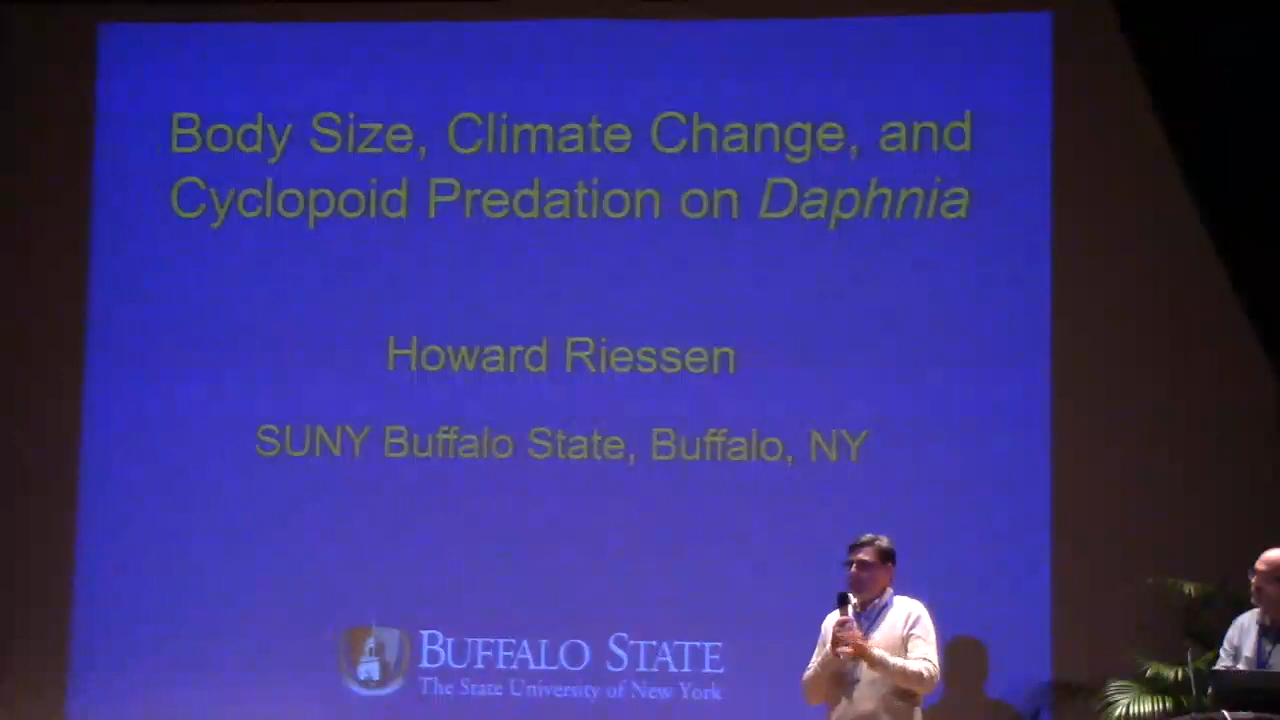 Body Size, Climate Change, and
Cyclopoid Predation on Daphnia
Howard Riessen
SUNY Buffalo State, Buffalo, NY
BUFFALO STATE
The State University of New York